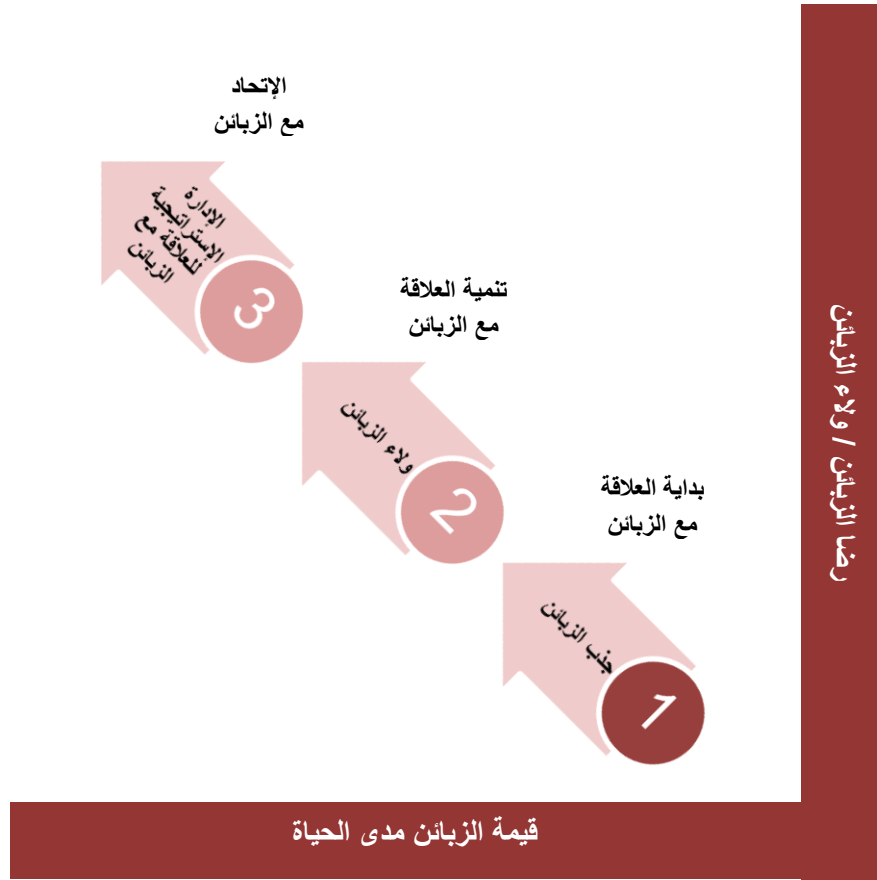 الإتحاد
مع الزبائن
الإدارة
الإستراتيجية
للعلاقة مع
الزبائن
3
تنمية العلاقة
مع الزبائن
ولاء الزبائن
2
بداية العلاقة
مع الزبائن
جذب الزبائن
1
رضا الزبائن / ولاء الزبائن
قيمة الزبائن مدى الحياة